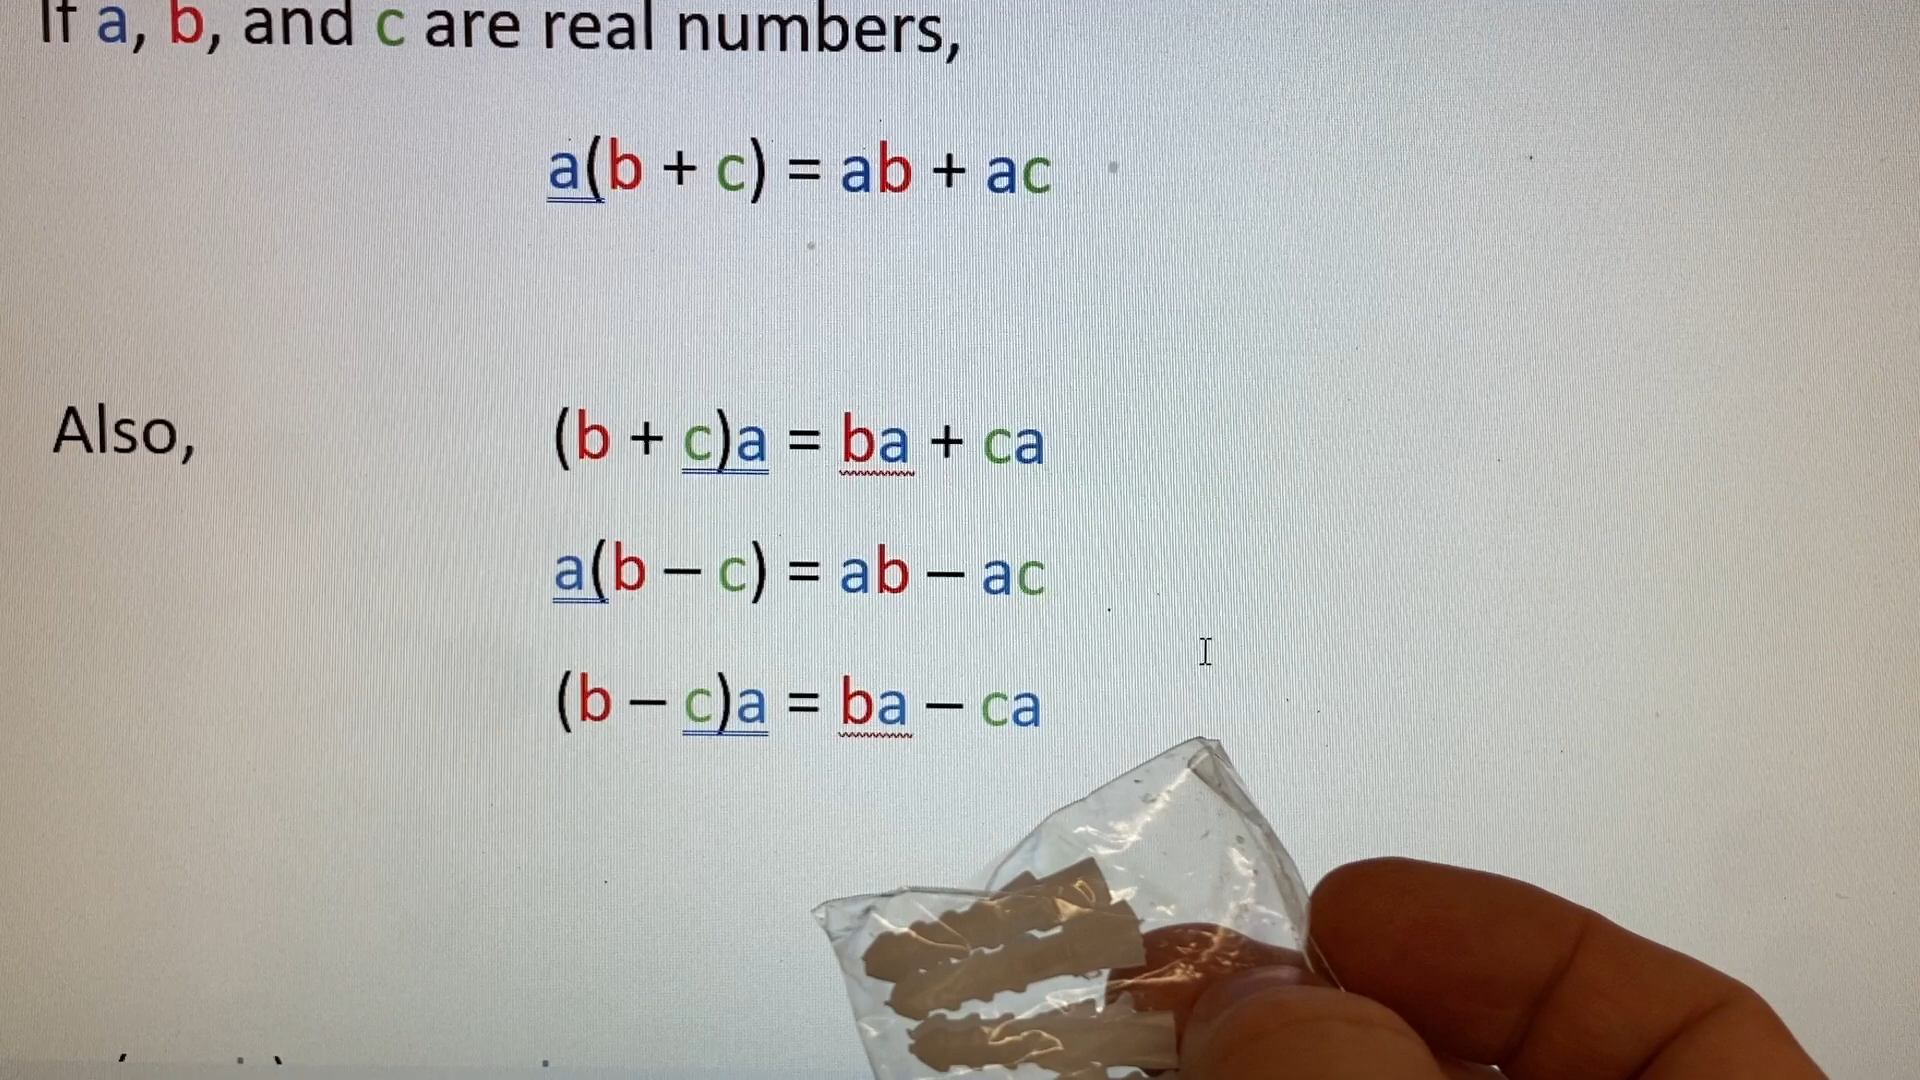 If a, b, and c are real numbers,
a(b + c) = ab + ac
Also, (b + c)a = ba + ca
a(b – c) = ab – ac
(b – c)a = ba – ca